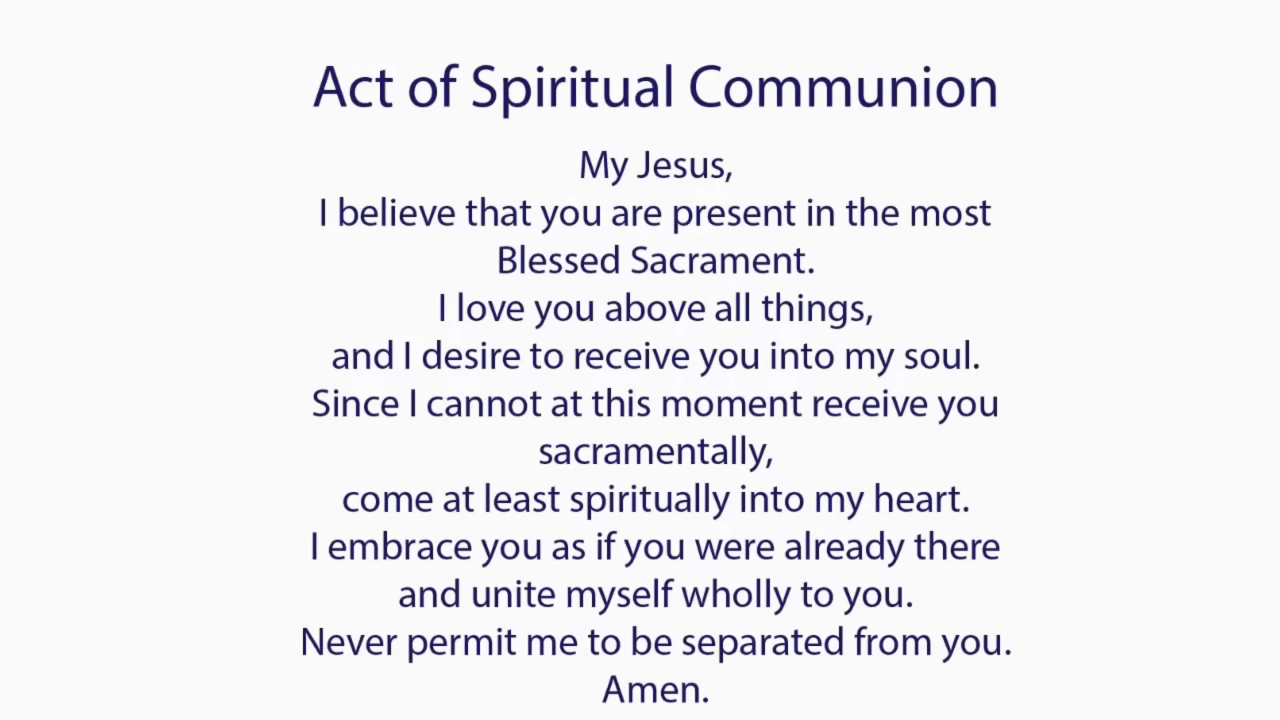 Act of Spiritual Communion
My Jesus,
I believe that you are present in the most
Blessed Sacrament.
I love you above all things,
and I desire to receive you into my soul.
Since I cannot at this moment receive you
sacramentally,
come at least spiritually into my heart.
I embrace you as if you were already there
and unite myself wholly to you.
Never permit me to be separated from you.
Amen.